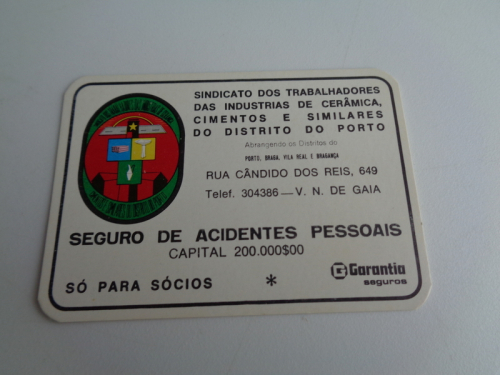 SINDICATO DOS TRABALHADORES
DAS INDUSTRIAS DE CERÂMICA,
CIMENTOS E SIMILARES
DO DISTRITO DO PORTO
Abrangendo os Distritos do
PORTO, BRAGA, VILA REAL E BRAGANÇA
RUA CÂNDIDO DOS REIS, 649
Telef. 304386 — V. N. DE GAIA
SEGURO DE ACIDENTES PESSOAIS
CAPITAL 200.000$00
SÓ PARA SÓCIOS *
G Garantia
seguros